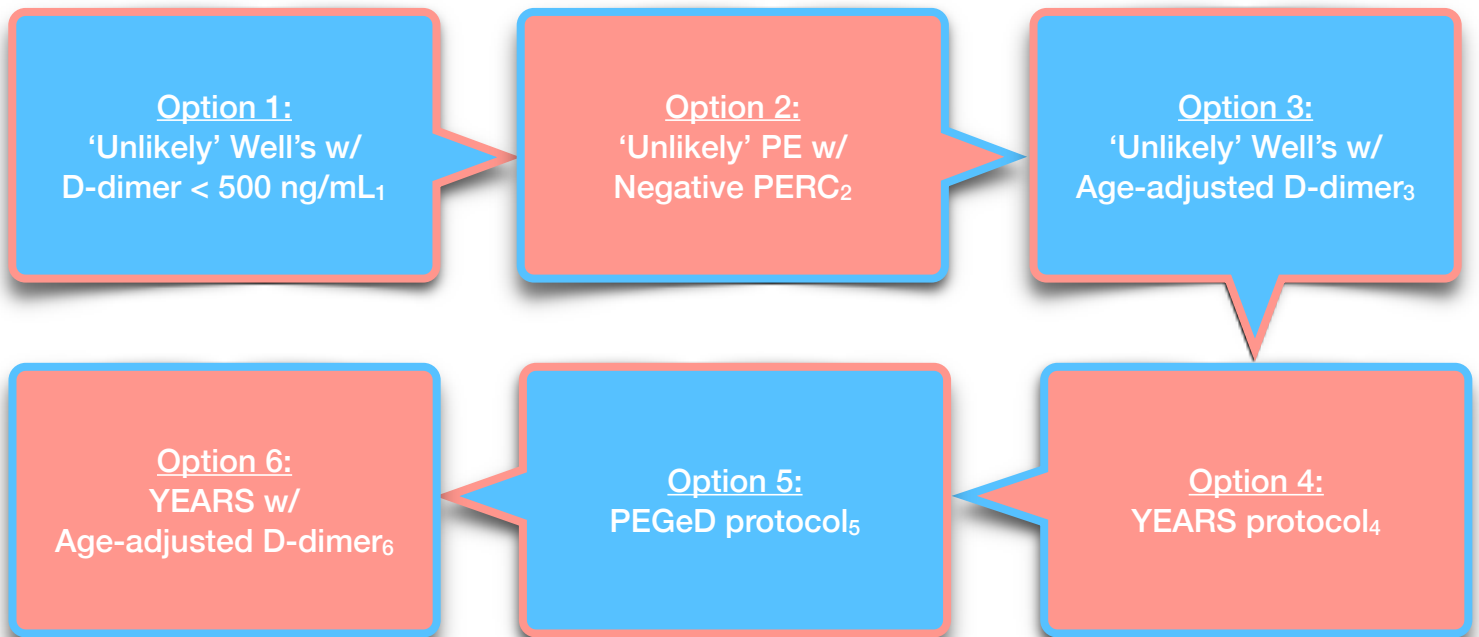 Option 1:
‘Unlikely’ Well's w/
D-dimer < 500 ng/mL₁
Option 2:
‘Unlikely’ PE w/
Negative PERC₂
Option 3:
‘Unlikely’ Well's w/
Age-adjusted D-dimer₃
Option 4:
YEARS protocol₄
Option 5:
PEGeD protocol₅
Option 6:
YEARS w/
Age-adjusted D-dimer₆